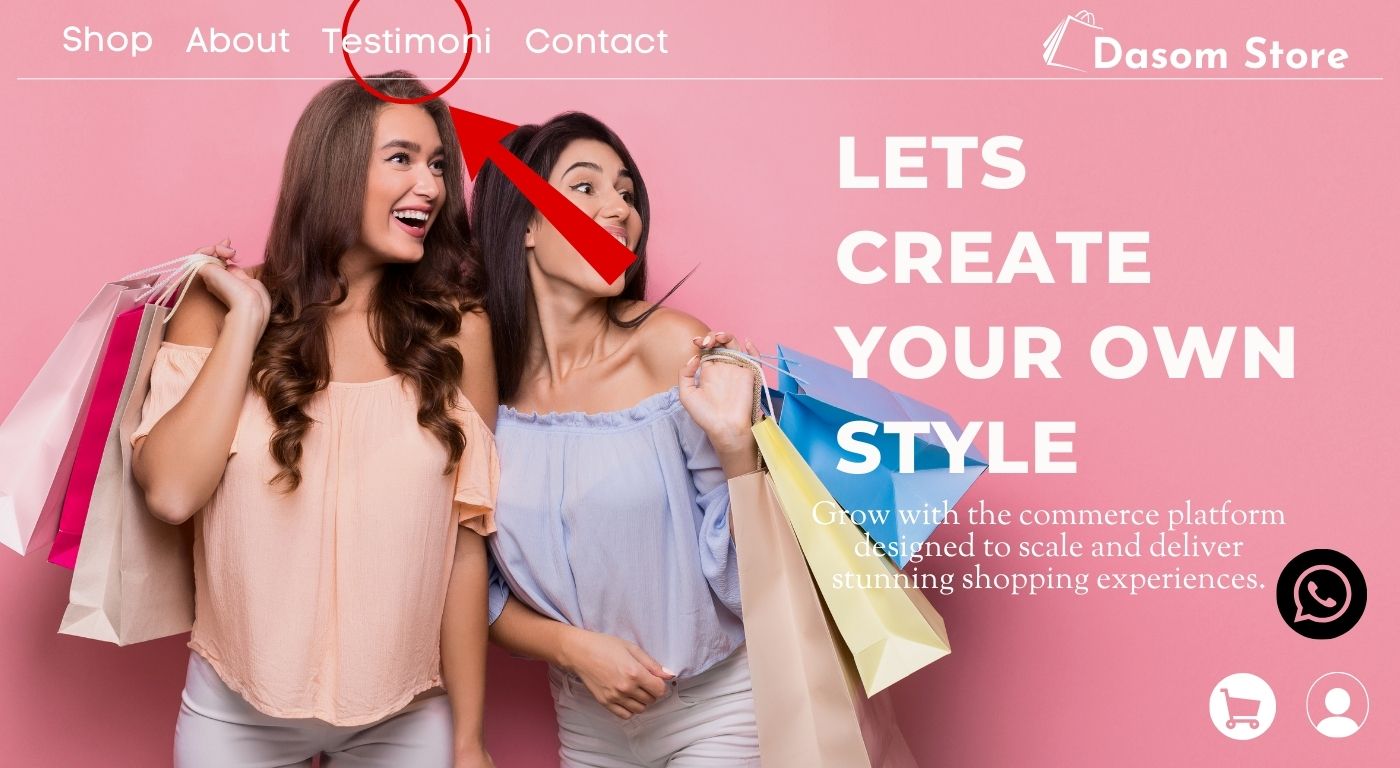 Shop About Testimoni Contact
Dasom Store
LETS
CREATE
YOUR OWN
STYLE
Grow with the commerce platform
designed to scale and deliver
stunning shopping experiences.